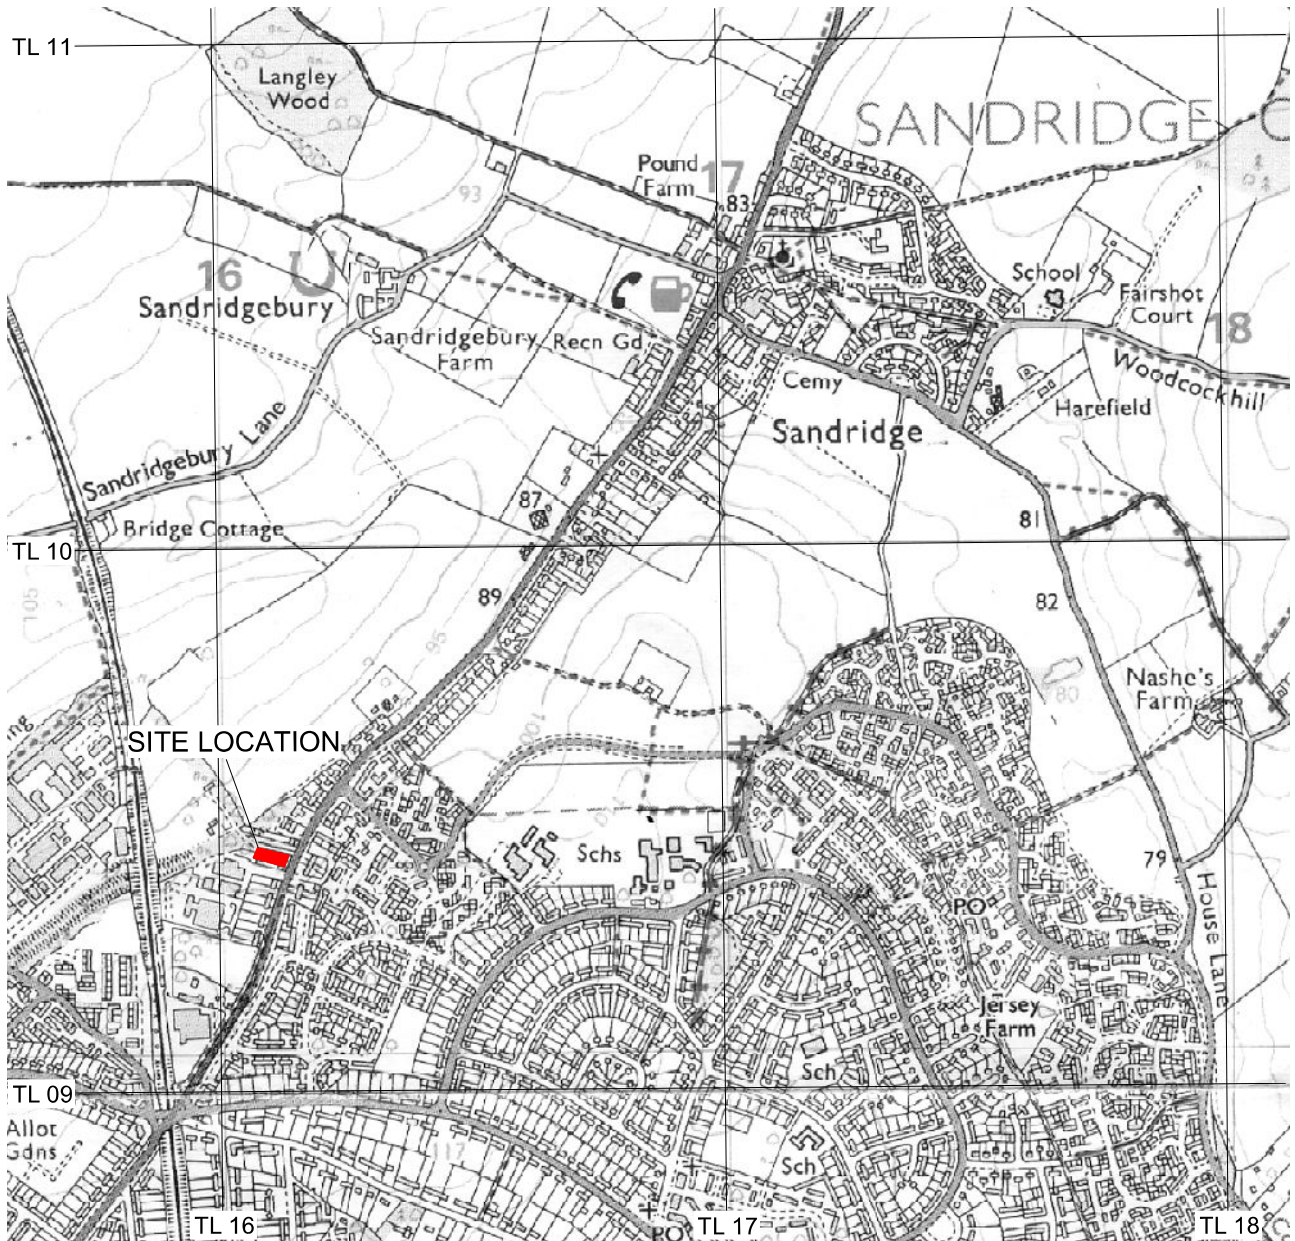 TL 11
Langley
Wood
SANDRIDGE C
Pound
Farm
17
83
93
16
Sandridgebury
School
Fairshot
Court
18
Woodcockhill
Sandridgebury
Farm
Recn Gd
Cemy
Harefield
Sandridge
Sandridgebury Lane
87
81
Bridge Cottage
TL 10
89
82
105
95
80
Nashe's
Farm
100
SITE LOCATION
Schs
79
PO
House Lane
Jersey
Farm
Sch
TL 09
Allot
Gdns
117
Sch
TL 16
TL 17
TL 18
PO